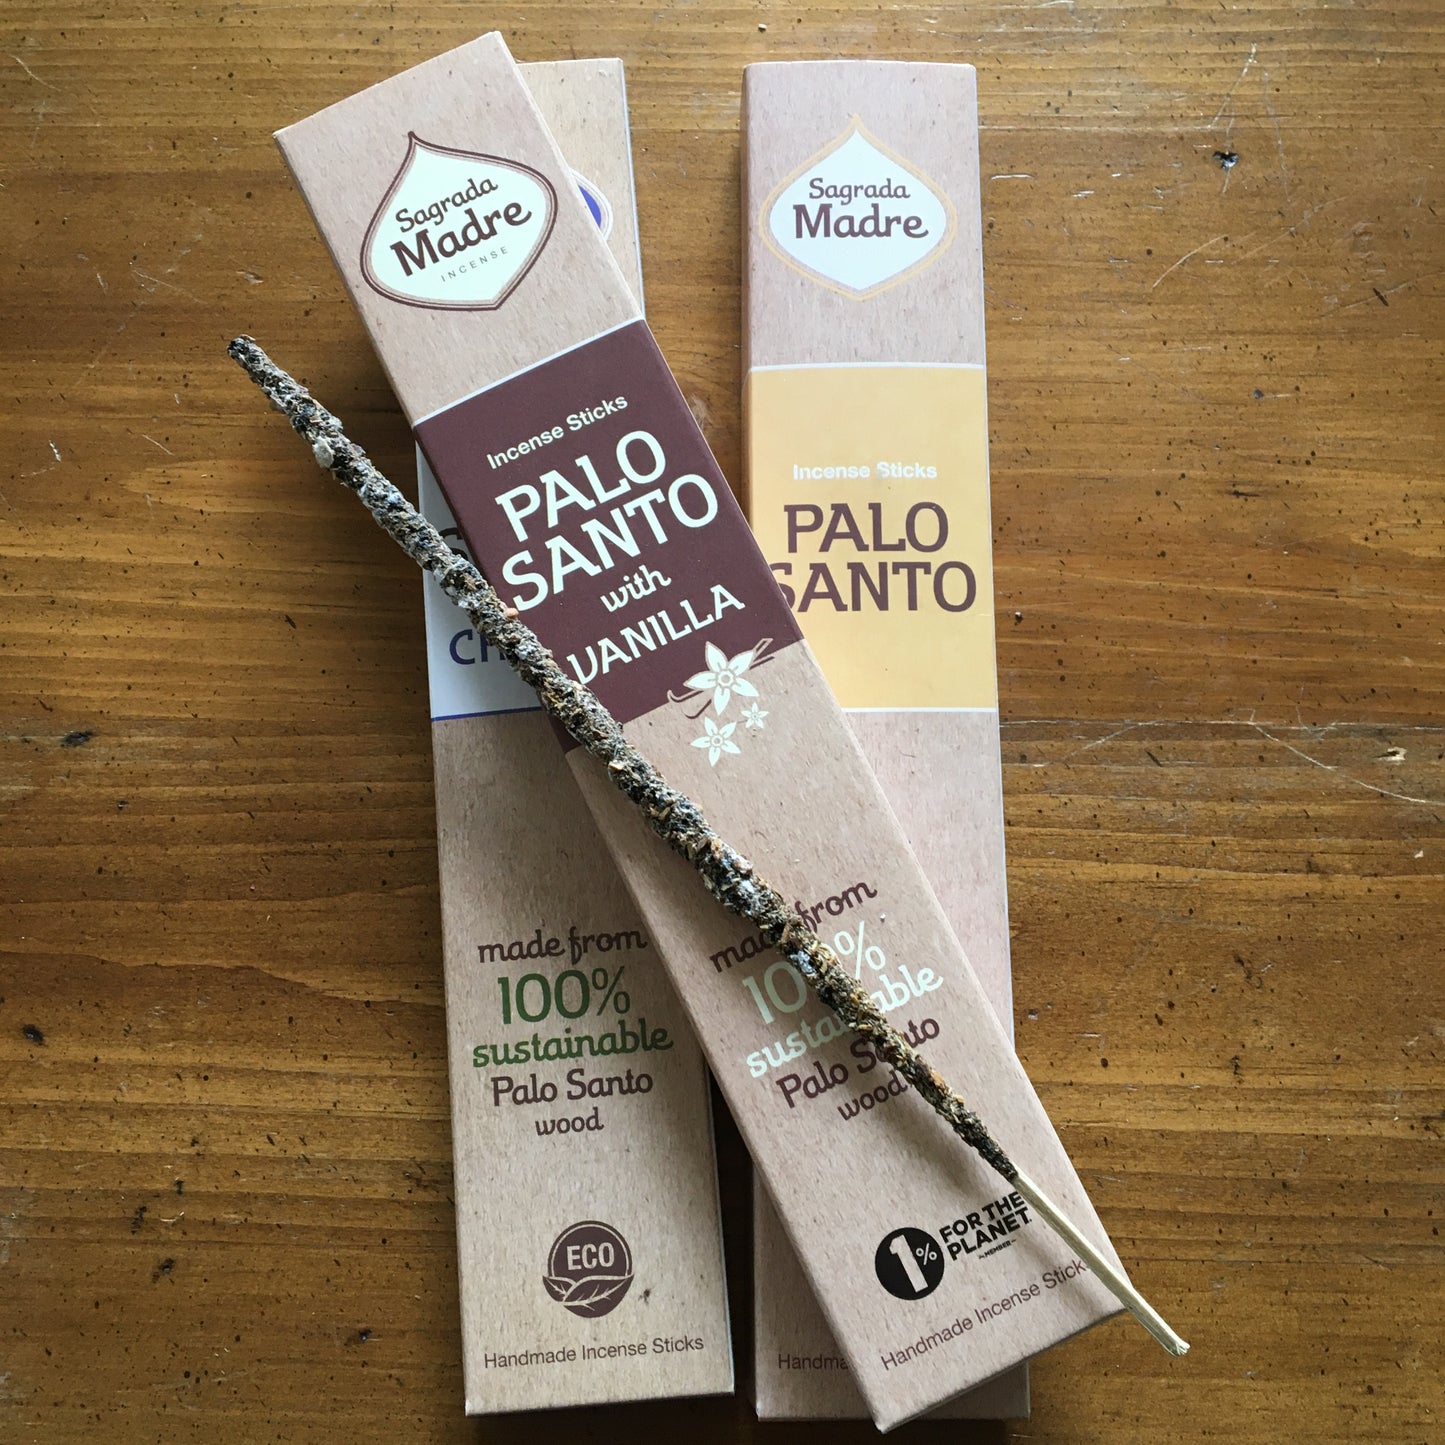 Sagrada
Madre
INCENSE
Incense Sticks
PALO
SANTO
with
VANILLA
made from
100%
sustainable
Palo Santo
wood
1%
FOR THE
PLANET
MEMBER
Handmade Incense Sticks
Sagrada
Madre
Incense Sticks
PALO
SANTO
made from
100%
sustainable
Palo Santo
wood
ECO
Handmade Incense Sticks